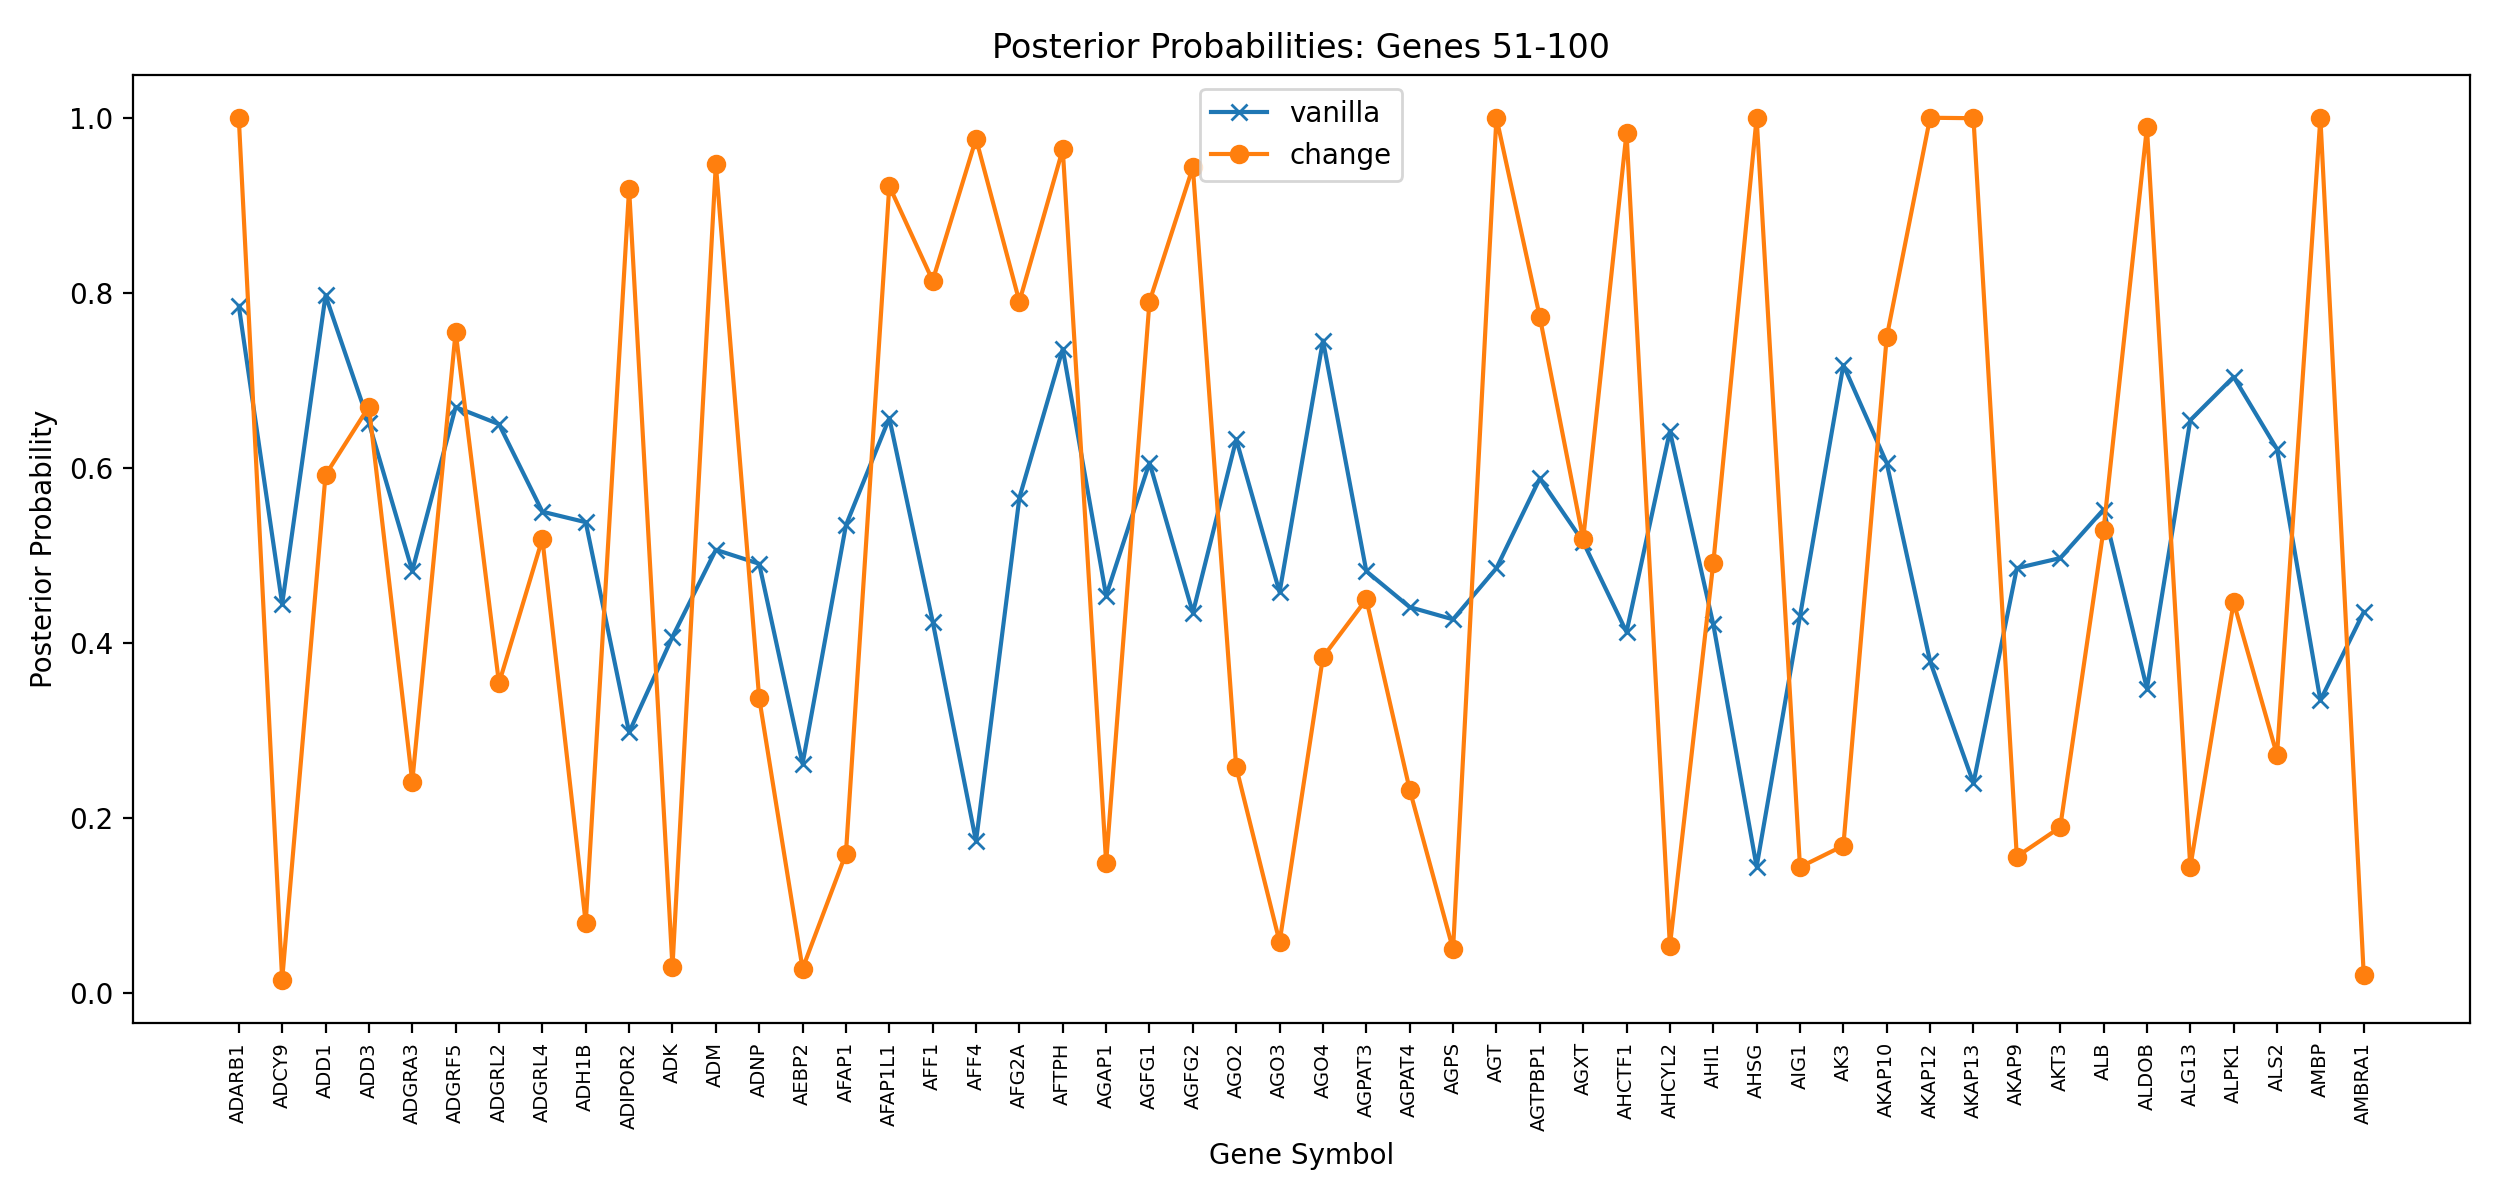 Posterior Probabilities: Genes 51-100
vanilla
change
Posterior Probability
1.0
0.8
0.6
0.4
0.2
0.0
ADARB1
ADCY9
ADD1
ADD3
ADGRA3
ADGRF5
ADGRL2
ADGRL4
ADH1B
ADIPOR2
ADK
ADM
ADNP
AEBP2
AFAP1
AFAP1L1
AFF1
AFF4
AFG2A
AFTPH
AGAP1
AGFG1
AGFG2
AGO2
AGO3
AGO4
AGPAT3
AGPAT4
AGPS
AGT
AGTPBP1
AGXT
AHCTF1
AHCYL2
AHI1
AHSG
AIG1
AK3
AKAP10
AKAP12
AKAP13
AKAP9
AKT3
ALB
ALDOB
ALG13
ALPK1
ALS2
AMBP
AMBRA1
Gene Symbol